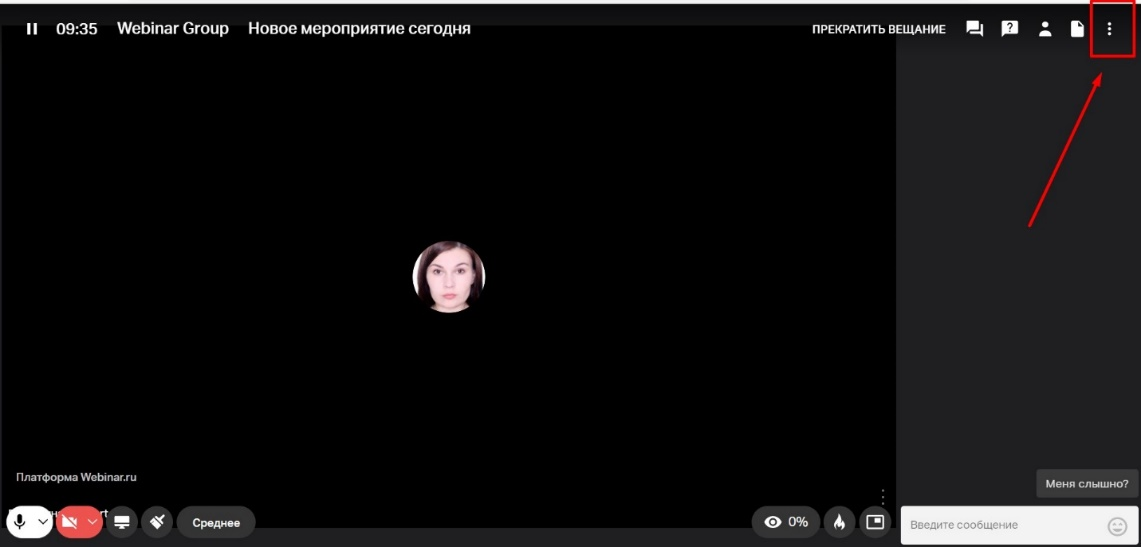 09:35 Webinar Group Новое мероприятие сегодня ПРЕКРАТИТЬ ВЕЩАНИЕ
Платформа Webinar.ru
Меня слышно?
Среднее
0%
Введите сообщение